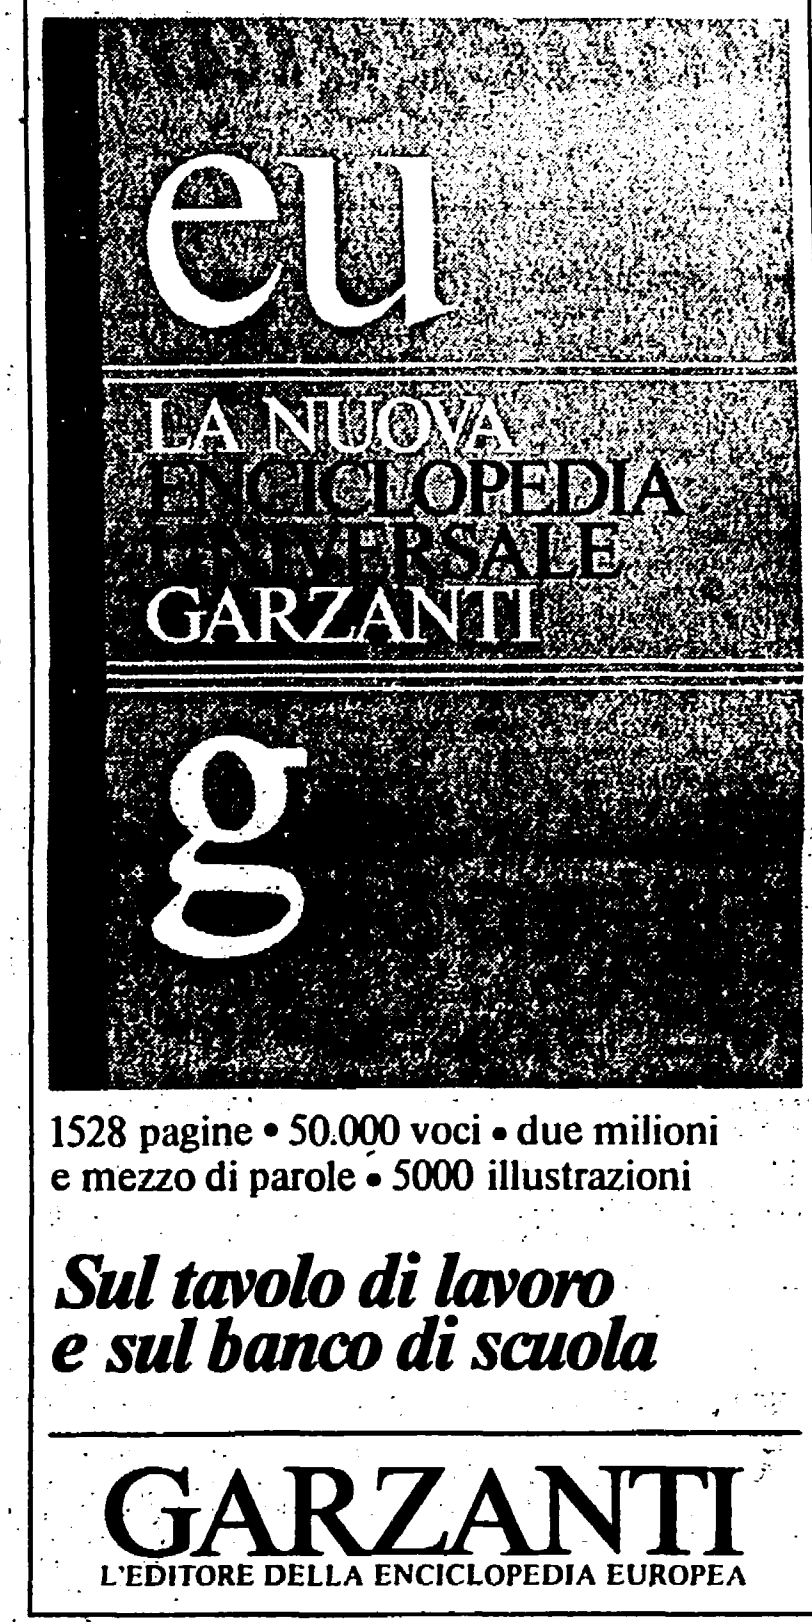 eu
LA NUOVA
ENCICLOPEDIA
UNIVERSALE
GARZANTI
g
1528 pagine • 50.000 voci • due milioni
e mezzo di parole • 5000 illustrazioni
Sul tavolo di lavoro
e sul banco di scuola
GARZANTI
L'EDITORE DELLA ENCICLOPEDIA EUROPEA